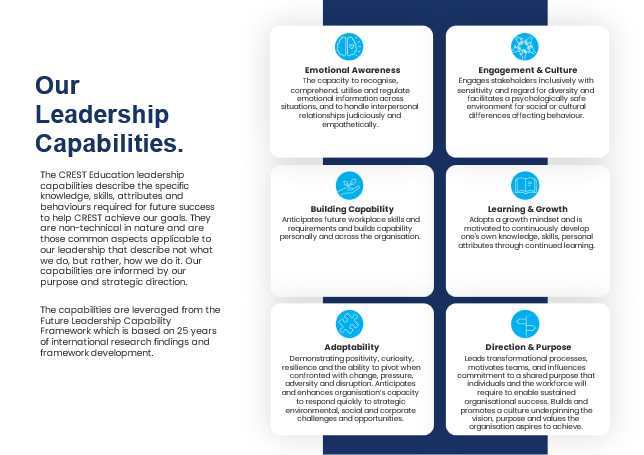 Our
Leadership
Capabilities.
The CREST Education leadership
capabilities describe the specific
knowledge, skills, attributes and
behaviours required for future success
to help CREST achieve our goals. They
are non-technical in nature and are
those common aspects applicable to
our leadership that describe not what
we do, but rather, how we do it. Our
capabilities are informed by our
purpose and strategic direction.
The capabilities are leveraged from the
Future Leadership Capability
Framework which is based on 25 years
of international research findings and
framework development.
Emotional Awareness
The capacity to recognise,
comprehend, utilise and regulate
emotional information across
situations, and to handle interpersonal
relationships judiciously and
empathetically.
Engagement & Culture
Engages stakeholders inclusively with
sensitivity and regard for diversity and
facilitates a psychologically safe
environment for social or cultural
differences affecting behaviour.
Building Capability
Anticipates future workplace skills and
requirements and builds capability
personally and across the organisation.
Learning & Growth
Adopts a growth mindset and is
motivated to continuously develop
one's own knowledge, skills, personal
attributes through continued learning.
Adaptability
Demonstrating positivity, curiosity,
resilience and the ability to pivot when
confronted with change, pressure,
adversity and disruption. Anticipates
and enhances organisation's capacity
to respond quickly to strategic
environmental, social and corporate
challenges and opportunities.
Direction & Purpose
Leads transformational processes,
motivates teams, and influences
commitment to a shared purpose that
individuals and the workforce will
require to enable sustained
organisational success. Builds and
promotes a culture underpinning the
vision, purpose and values the
organisation aspires to achieve.